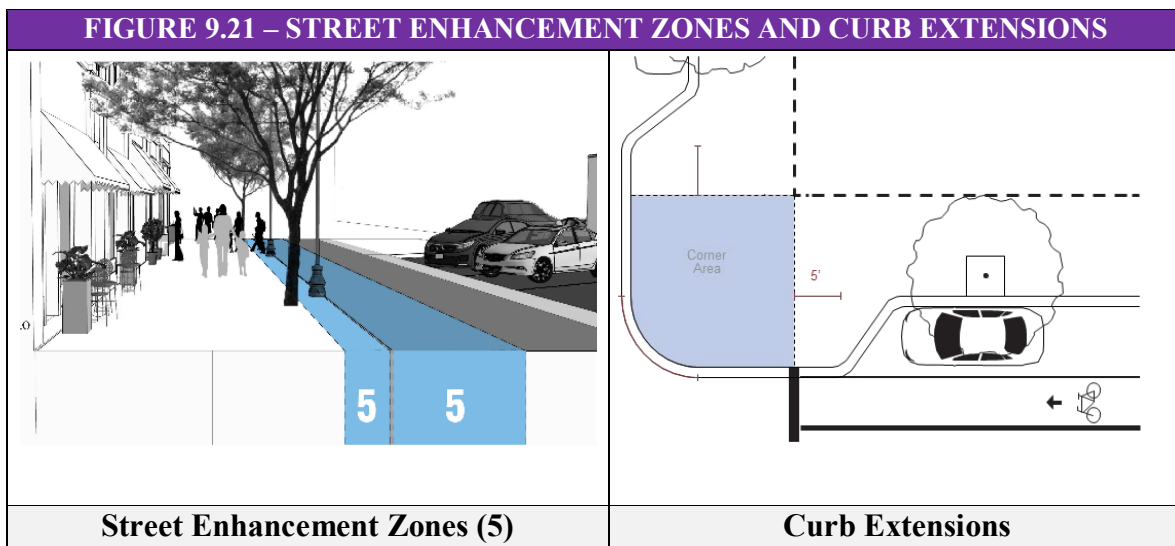 FIGURE 9.21 – STREET ENHANCEMENT ZONES AND CURB EXTENSIONS
.0
5 5
Corner
Area
5'
Street Enhancement Zones (5)
Curb Extensions